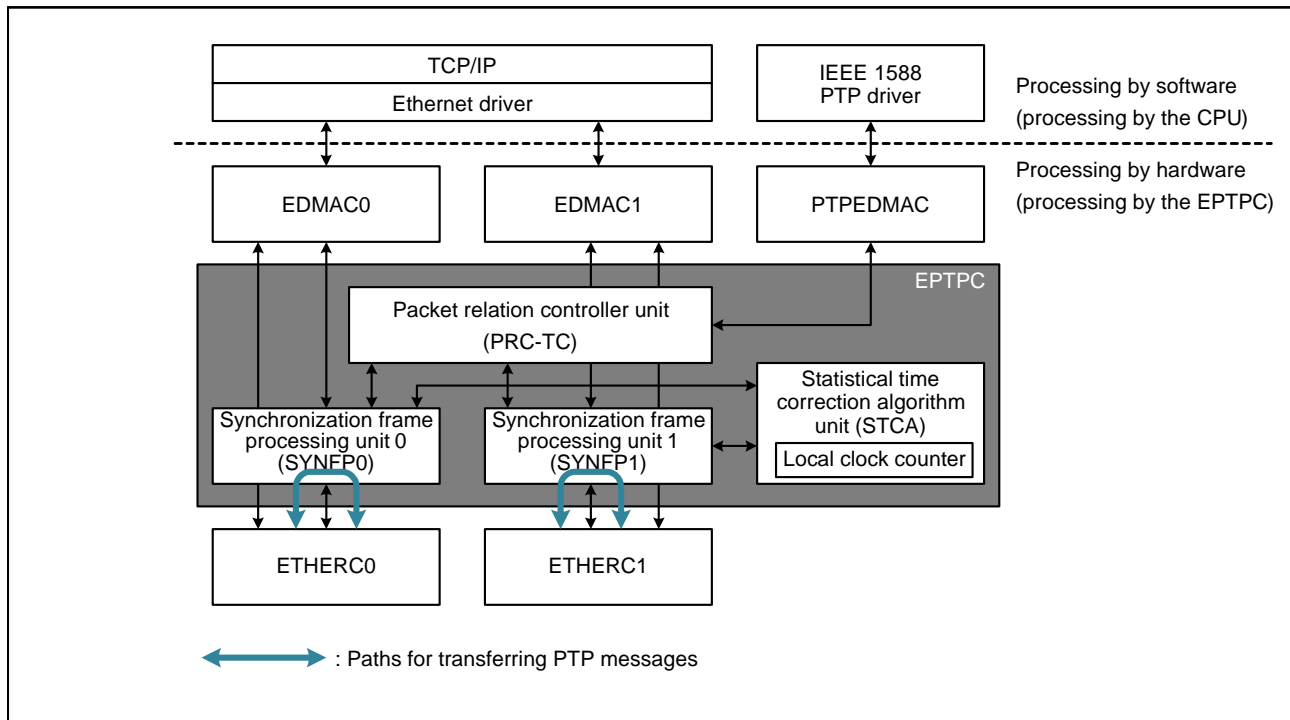 TCP/IP
Ethernet driver
IEEE 1588
PTP driver
Processing by software
(processing by the CPU)
EDMAC0
EDMAC1
PTPEDMAC
Processing by hardware
(processing by the EPTPC)
EPTPC
Packet relation controller unit
(PRC-TC)
Synchronization frame
processing unit 0
(SYNFP0)
Synchronization frame
processing unit 1
(SYNFP1)
Statistical time
correction algorithm
unit (STCA)
Local clock counter
ETHERC0
ETHERC1
: Paths for transferring PTP messages